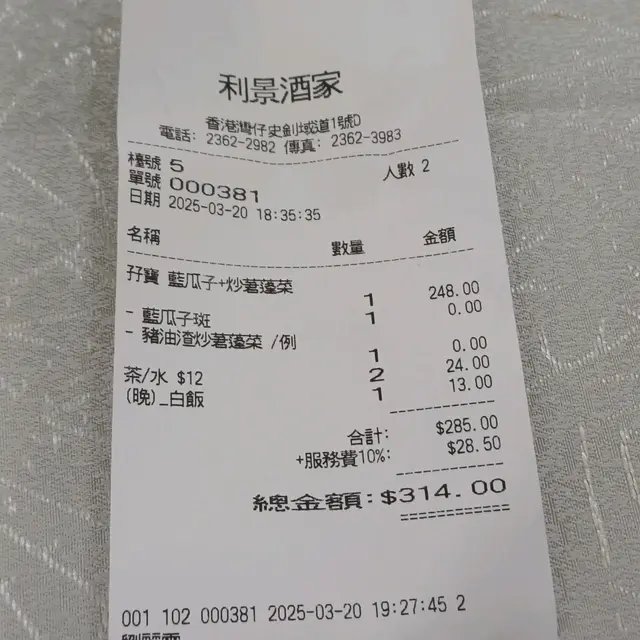 利景酒家
香港灣仔史釗域道1號D
電話: 2362-2982 傳真: 2362-3983
檯號 5 人數 2
單號 000381
日期 2025-03-20 18:35:35
名稱 數量 金額
孖寶 藍瓜子+炒薯蓬菜 1 248.00
- 藍瓜子斑 1 0.00
- 豬油渣炒薯蓬菜 /例 1 0.00
茶/水 $12 2 24.00
(晚)_白飯 1 13.00
合計: $285.00
+服務費10%: $28.50
總金額: $314.00
001 102 000381 2025-03-20 19:27:45 2